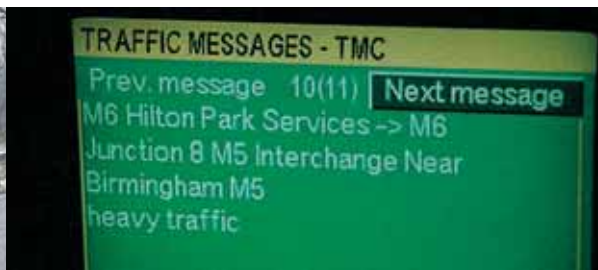 TRAFFIC MESSAGES - TMC
Prev. message 10(11) Next message
M6 Hilton Park Services -> M6
Junction 8 M5 Interchange Near
Birmingham M5
heavy traffic